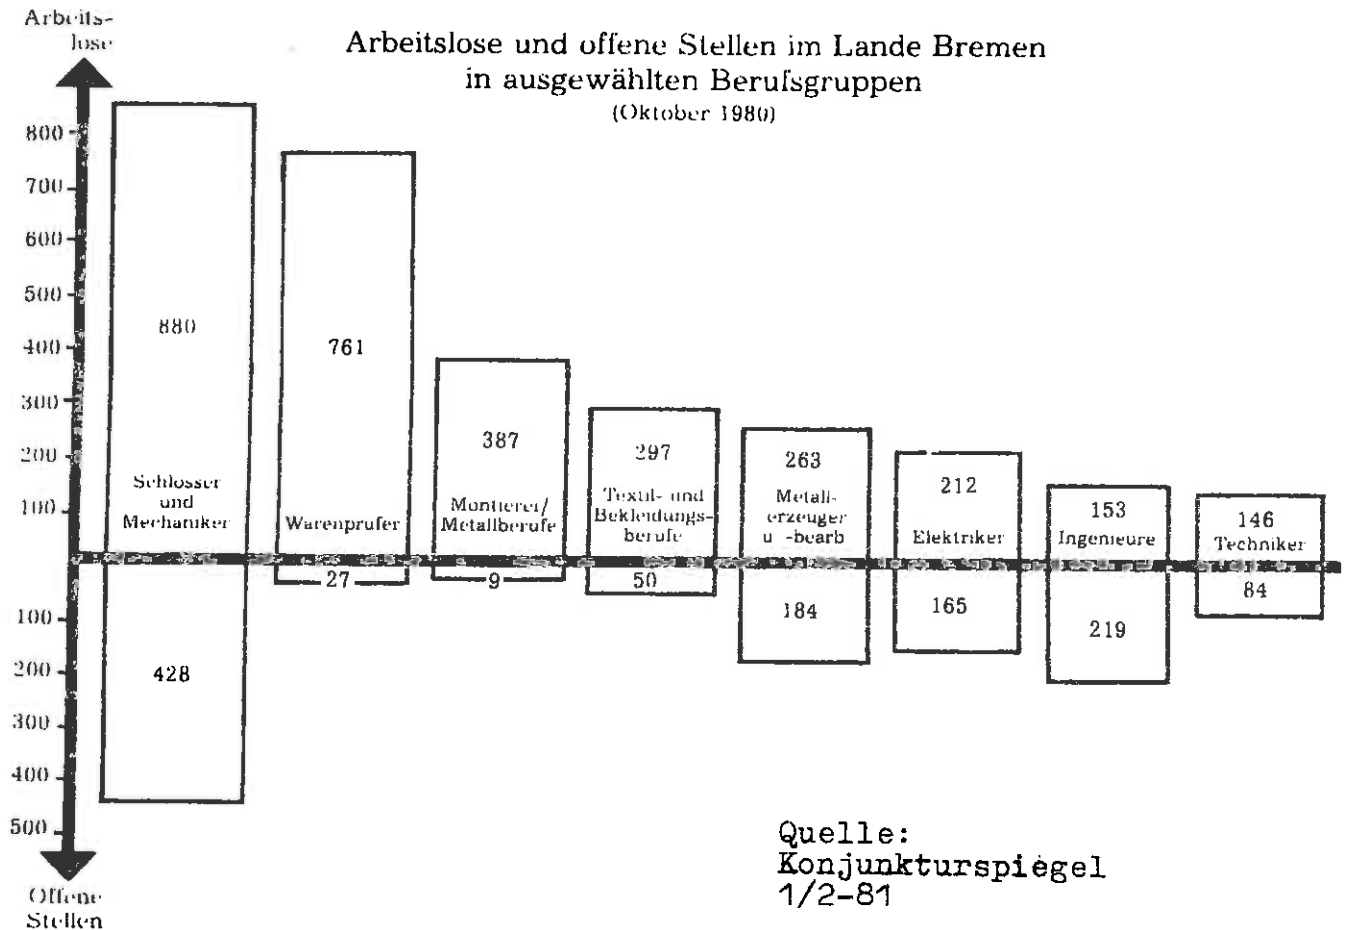 Arbeits-
lose
Arbeitslose und offene Stellen im Lande Bremen
in ausgewählten Berufsgruppen
(Oktober 1980)
800
700
600
500
400
300
200
100
100
200
300
400
500
880
Schlosser
und
Mechaniker
428
761
Warenprüfer
27
387
Montierer/
Metallberufe
9
297
Textil- und
Bekleidungs-
berufe
50
263
Metall-
erzeuger
u -bearb
184
212
Elektriker
165
153
Ingenieure
219
146
Techniker
84
Offene
Stellen
Quelle:
Konjunkturspiegel
1/2-81